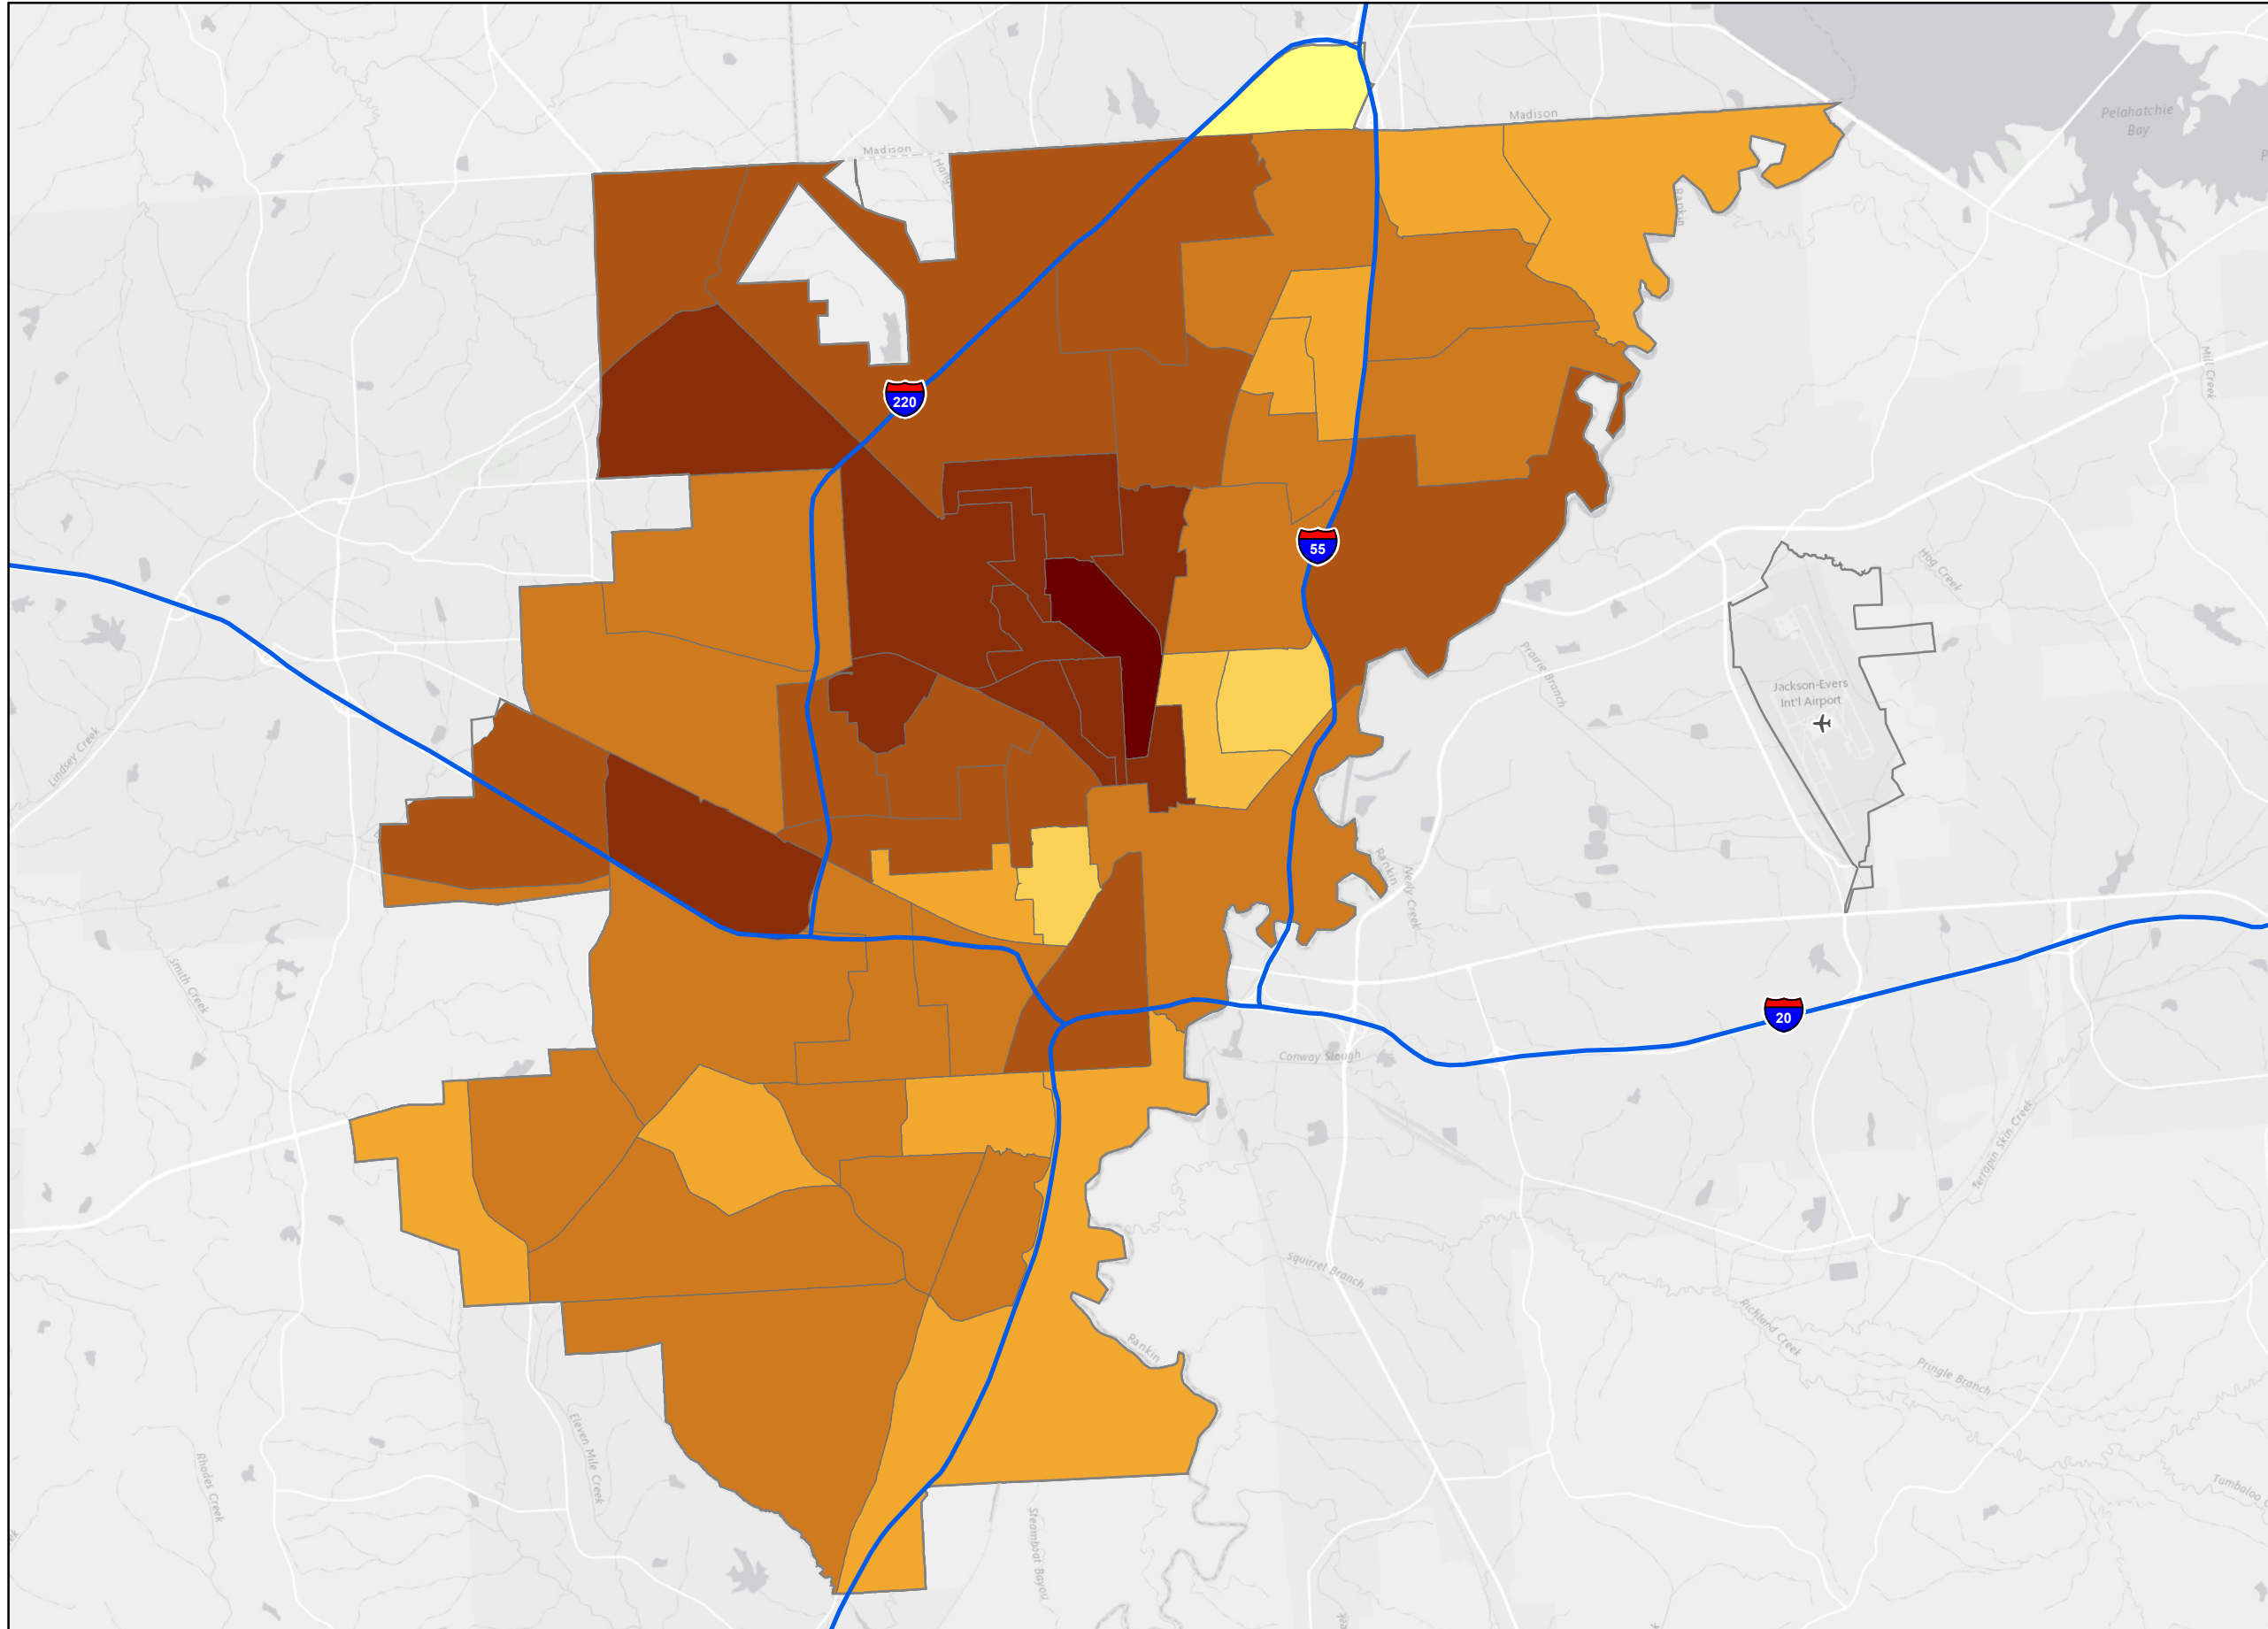 Madison
Pelahatchie
Bay
Madison
Rankin
Mill Creek
220
55
Hog Creek
Prairie Branch
Jackson-Evers
Int'l Airport
Lindsey Creek
Rankin
Neely Creek
Smith Creek
20
Conway Slough
Terrapin Skin Creek
Squirrel Branch
Richland Creek
Rankin
Pringle Branch
Eleven Mile Creek
Rhodes Creek
Steamboat Bayou
Tumbaloo